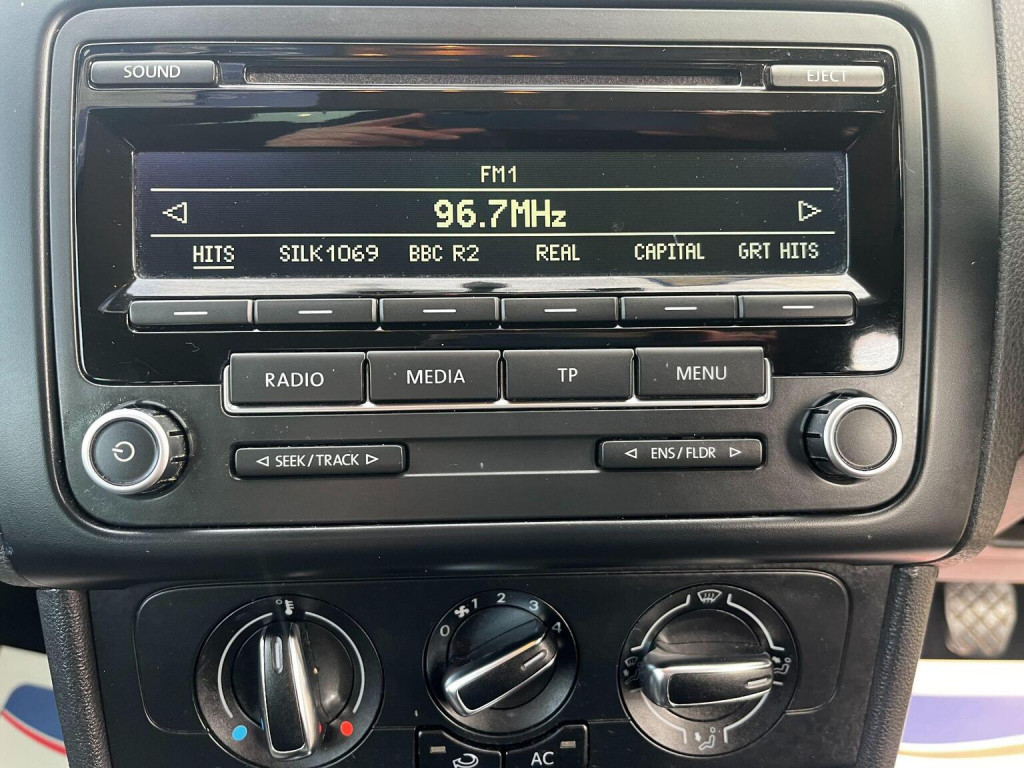 SOUND EJECT
FM1
96.7MHz
HITS SILK1069 BBC R2 REAL CAPITAL GRT HITS
RADIO MEDIA TP MENU
SEEK/TRACK ENS/FLDR
0 1 2 3 4
AC